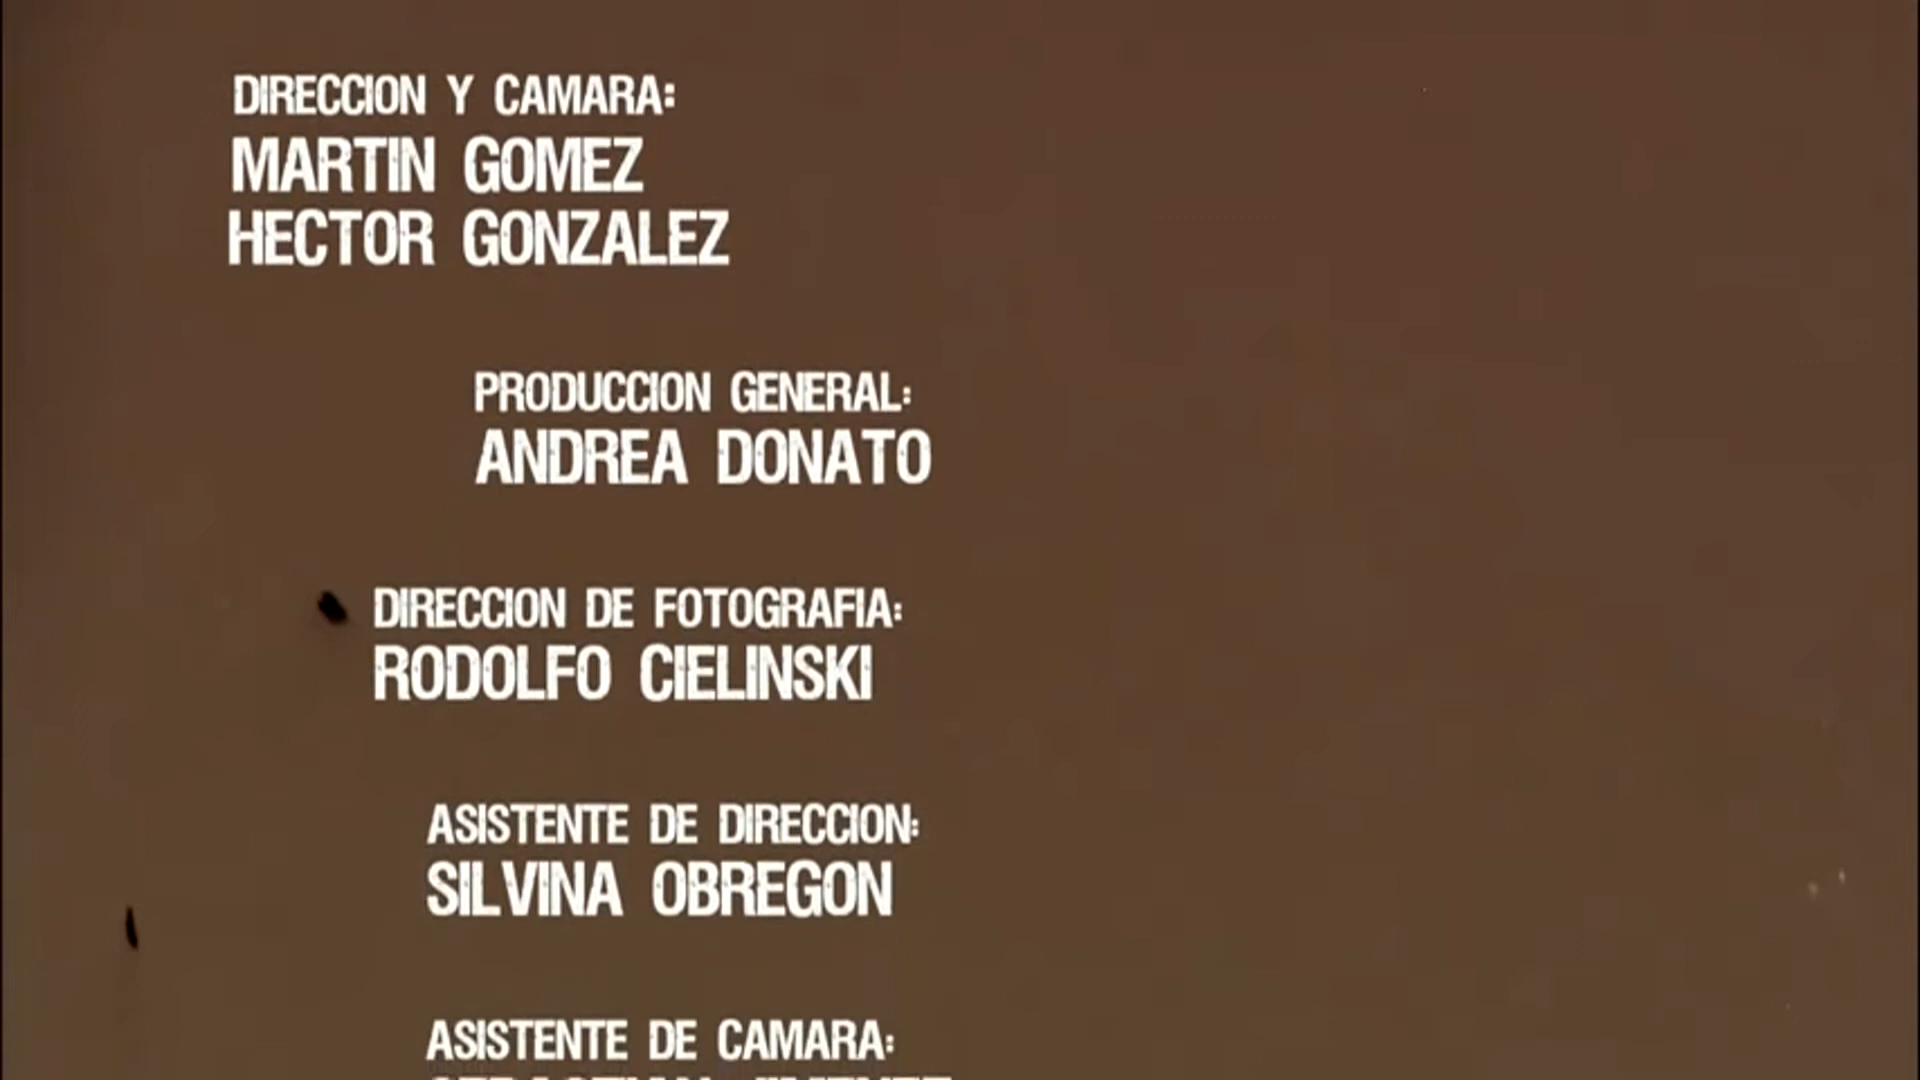 DIRECCION Y CAMARA:
MARTIN GOMEZ
HECTOR GONZALEZ
PRODUCCION GENERAL:
ANDREA DONATO
DIRECCION DE FOTOGRAFIA:
RODOLFO CIELINSKI
ASISTENTE DE DIRECCION:
SILVINA OBREGON
ASISTENTE DE CAMARA: